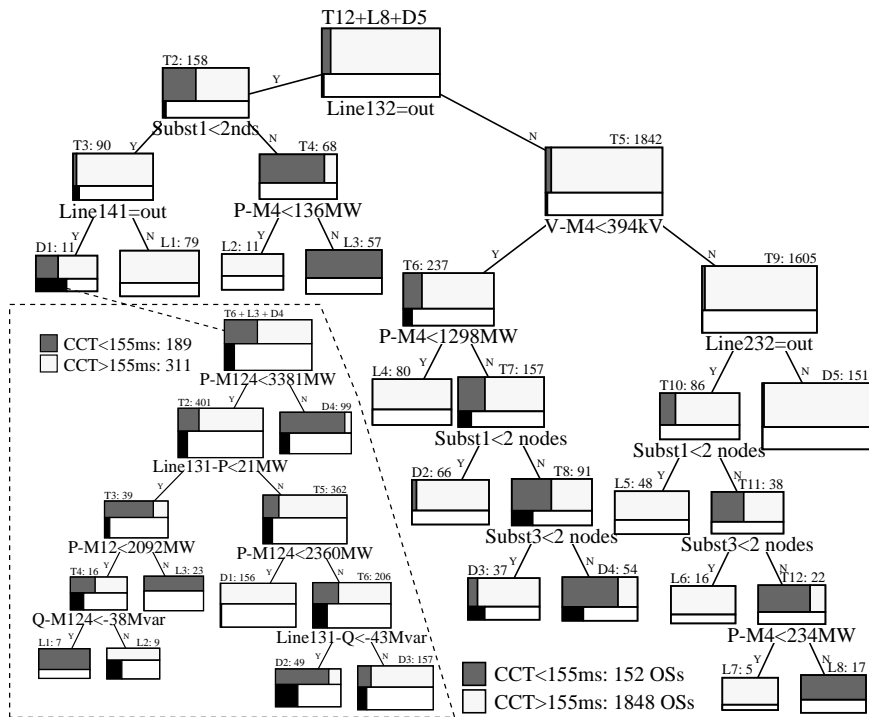 T12+L8+D5
Line132=out
Y
N
T2: 158
Subst1<2nds
Y
N
T5: 1842
V-M4<394kV
Y
N
T3: 90
Line141=out
Y
N
T4: 68
P-M4<136MW
Y
N
D1: 11
L1: 79
L2: 11
L3: 57
T6: 237
P-M4<1298MW
Y
N
T9: 1605
Line232=out
Y
N
L4: 80
T7: 157
Subst1<2 nodes
Y
N
T10: 86
Subst1<2 nodes
Y
N
D5: 151
D2: 66
T8: 91
Subst3<2 nodes
Y
N
L5: 48
T11: 38
Subst3<2 nodes
Y
N
D3: 37
D4: 54
L6: 16
T12: 22
P-M4<234MW
Y
N
L7: 5
L8: 17
CCT<155ms: 152 OSs
CCT>155ms: 1848 OSs
CCT<155ms: 189
CCT>155ms: 311
T6 + L3 + D4
P-M124<3381MW
Y
N
T2: 401
Line131-P<21MW
Y
N
D4: 99
T3: 39
P-M12<2092MW
Y
N
T5: 362
P-M124<2360MW
Y
N
T4: 16
Q-M124<-38Mvar
Y
N
L3: 23
D1: 156
T6: 206
Line131-Q<-43Mvar
Y
N
L1: 7
L2: 9
D2: 49
D3: 157